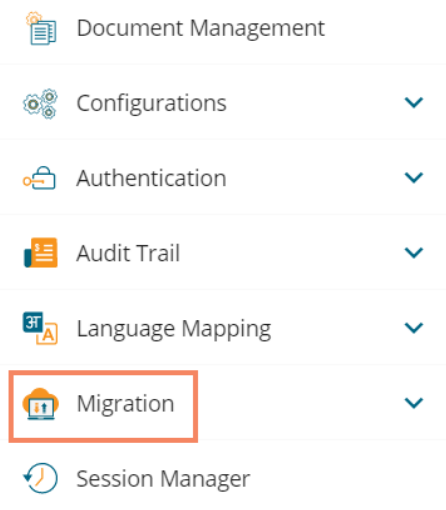 Document Management
Configurations
Authentication
Audit Trail
अ A
Language Mapping
Migration
Session Manager